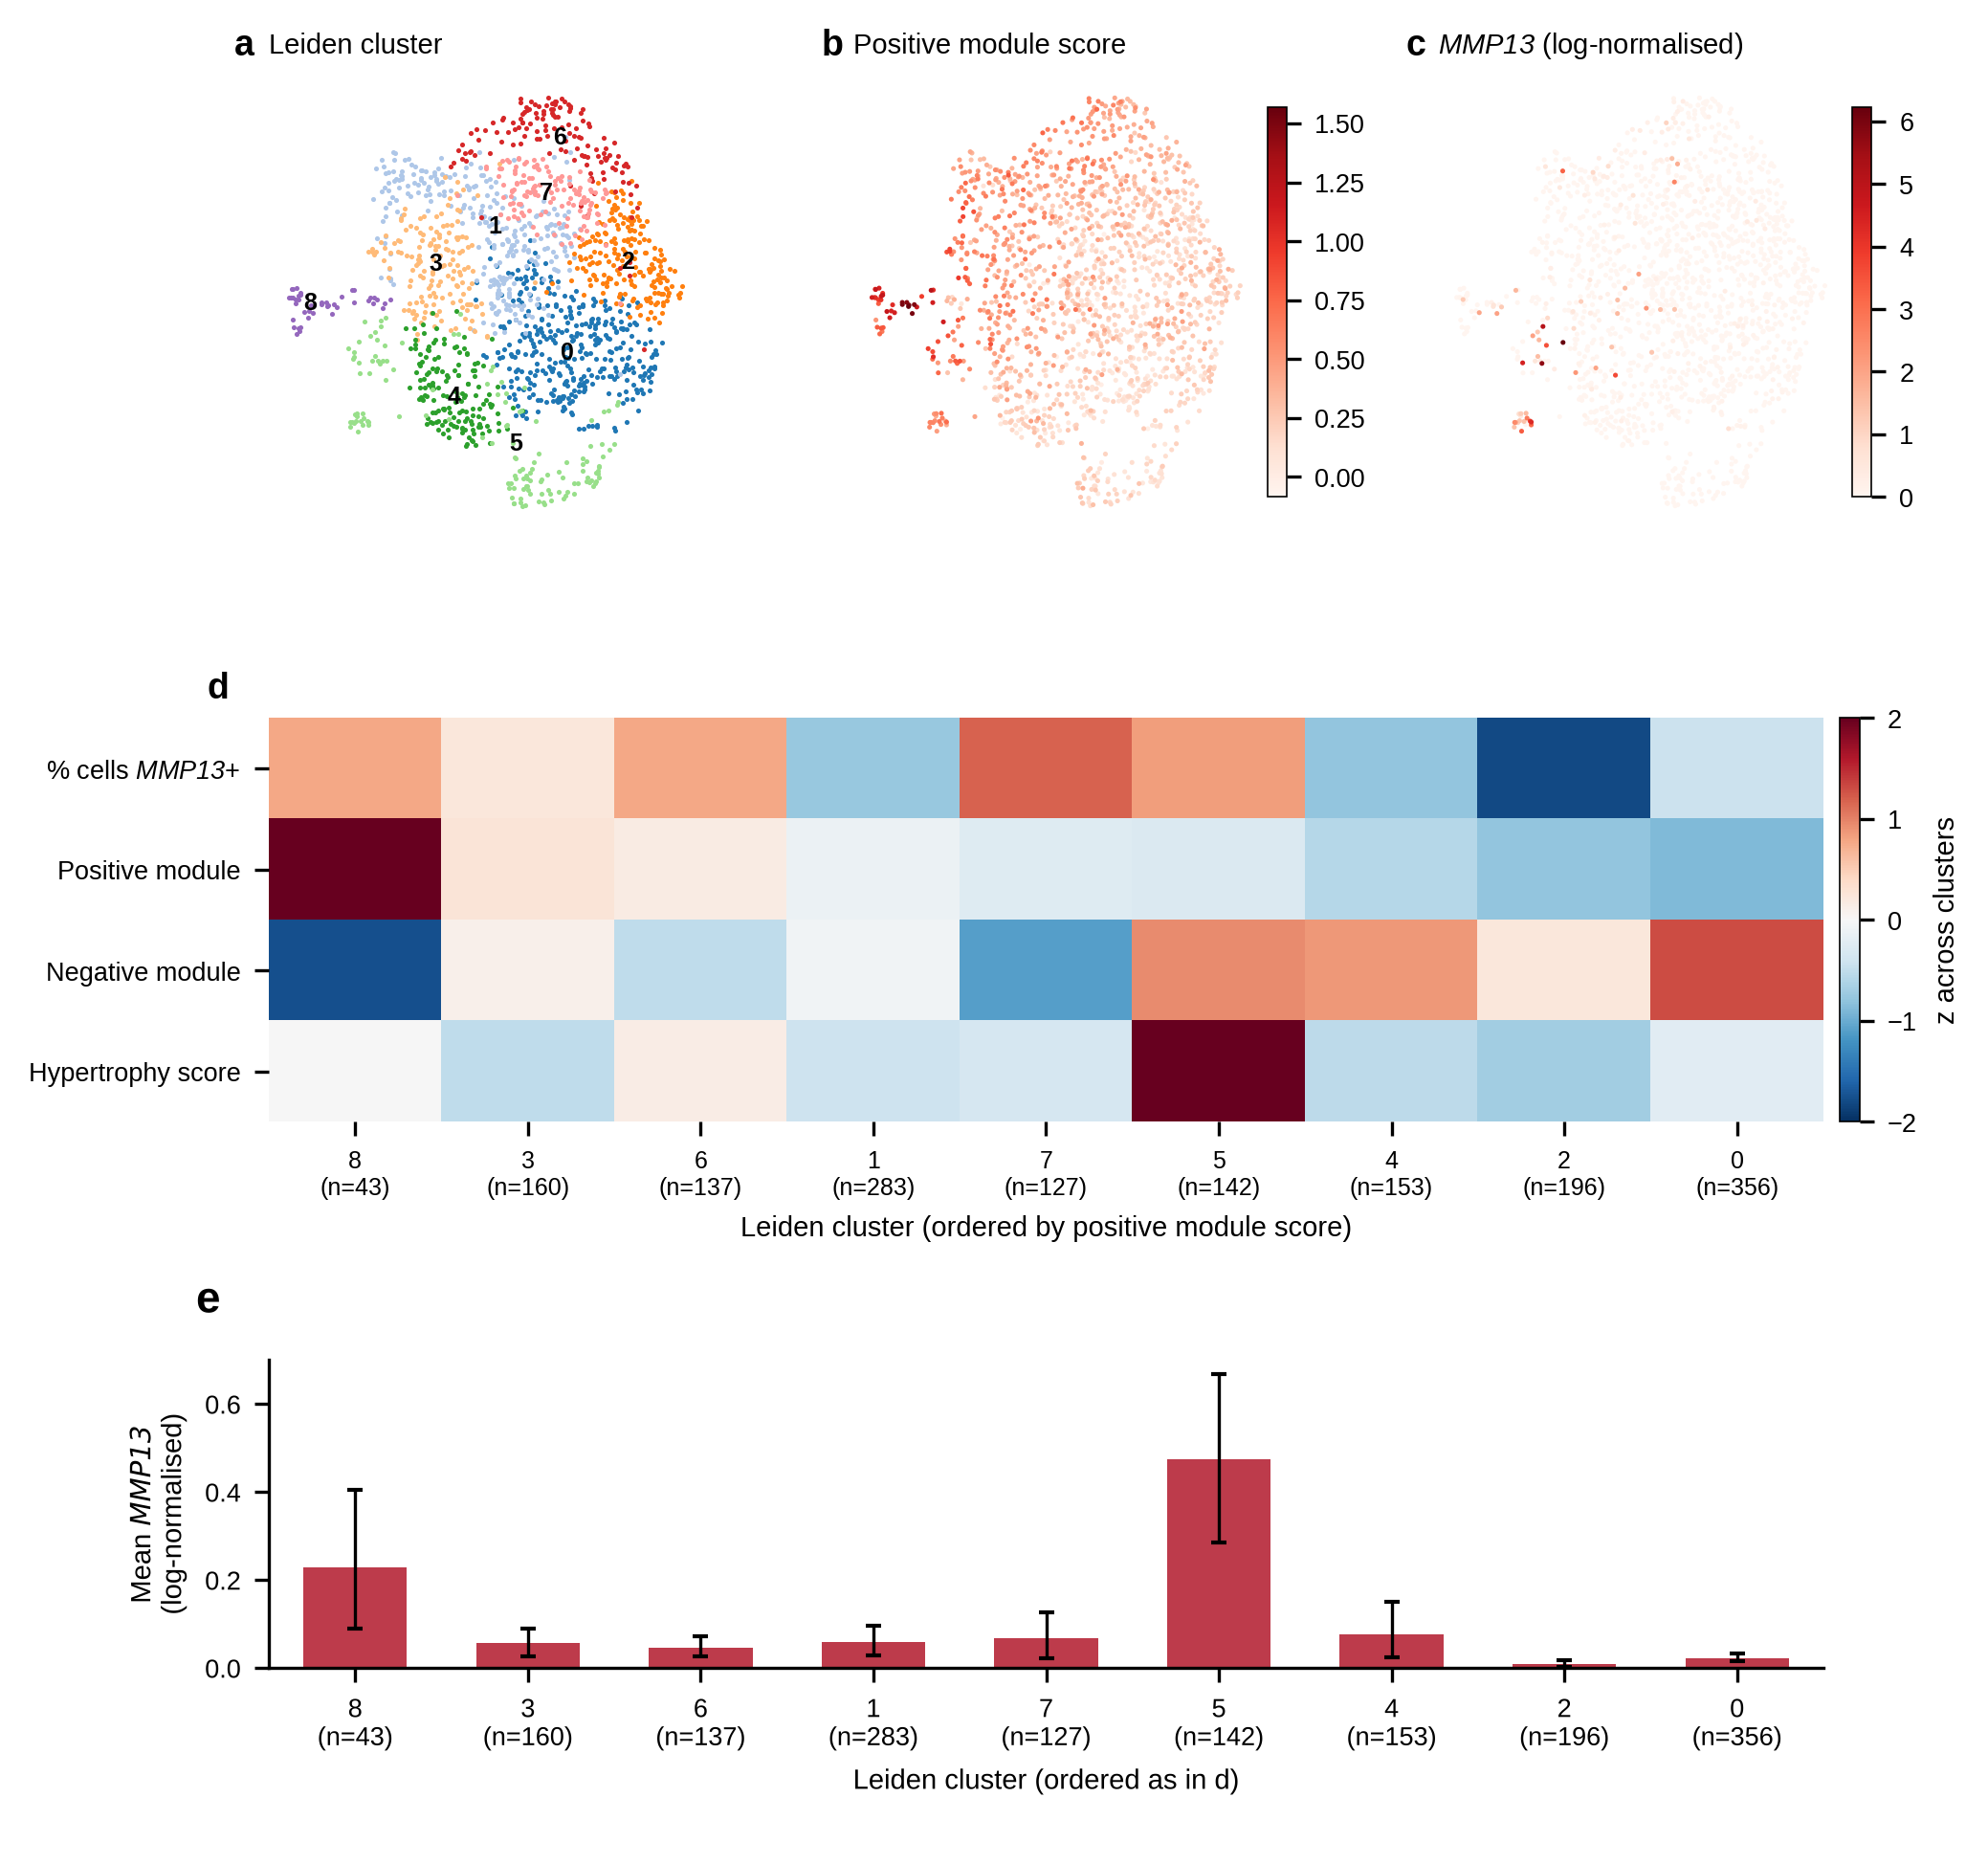 a Leiden cluster
b Positive module score
c MMP13 (log-normalised)
6
7
1
3
2
8
0
4
5
1.50
1.25
1.00
0.75
0.50
0.25
0.00
6
5
4
3
2
1
0
d
% cells MMP13+
Positive module
Negative module
Hypertrophy score
2
1
0
−1
−2
z across clusters
8 3 6 1 7 5 4 2 0
(n=43) (n=160) (n=137) (n=283) (n=127) (n=142) (n=153) (n=196) (n=356)
Leiden cluster (ordered by positive module score)
e
Mean MMP13
(log-normalised)
0.6
0.4
0.2
0.0
8 3 6 1 7 5 4 2 0
(n=43) (n=160) (n=137) (n=283) (n=127) (n=142) (n=153) (n=196) (n=356)
Leiden cluster (ordered as in d)